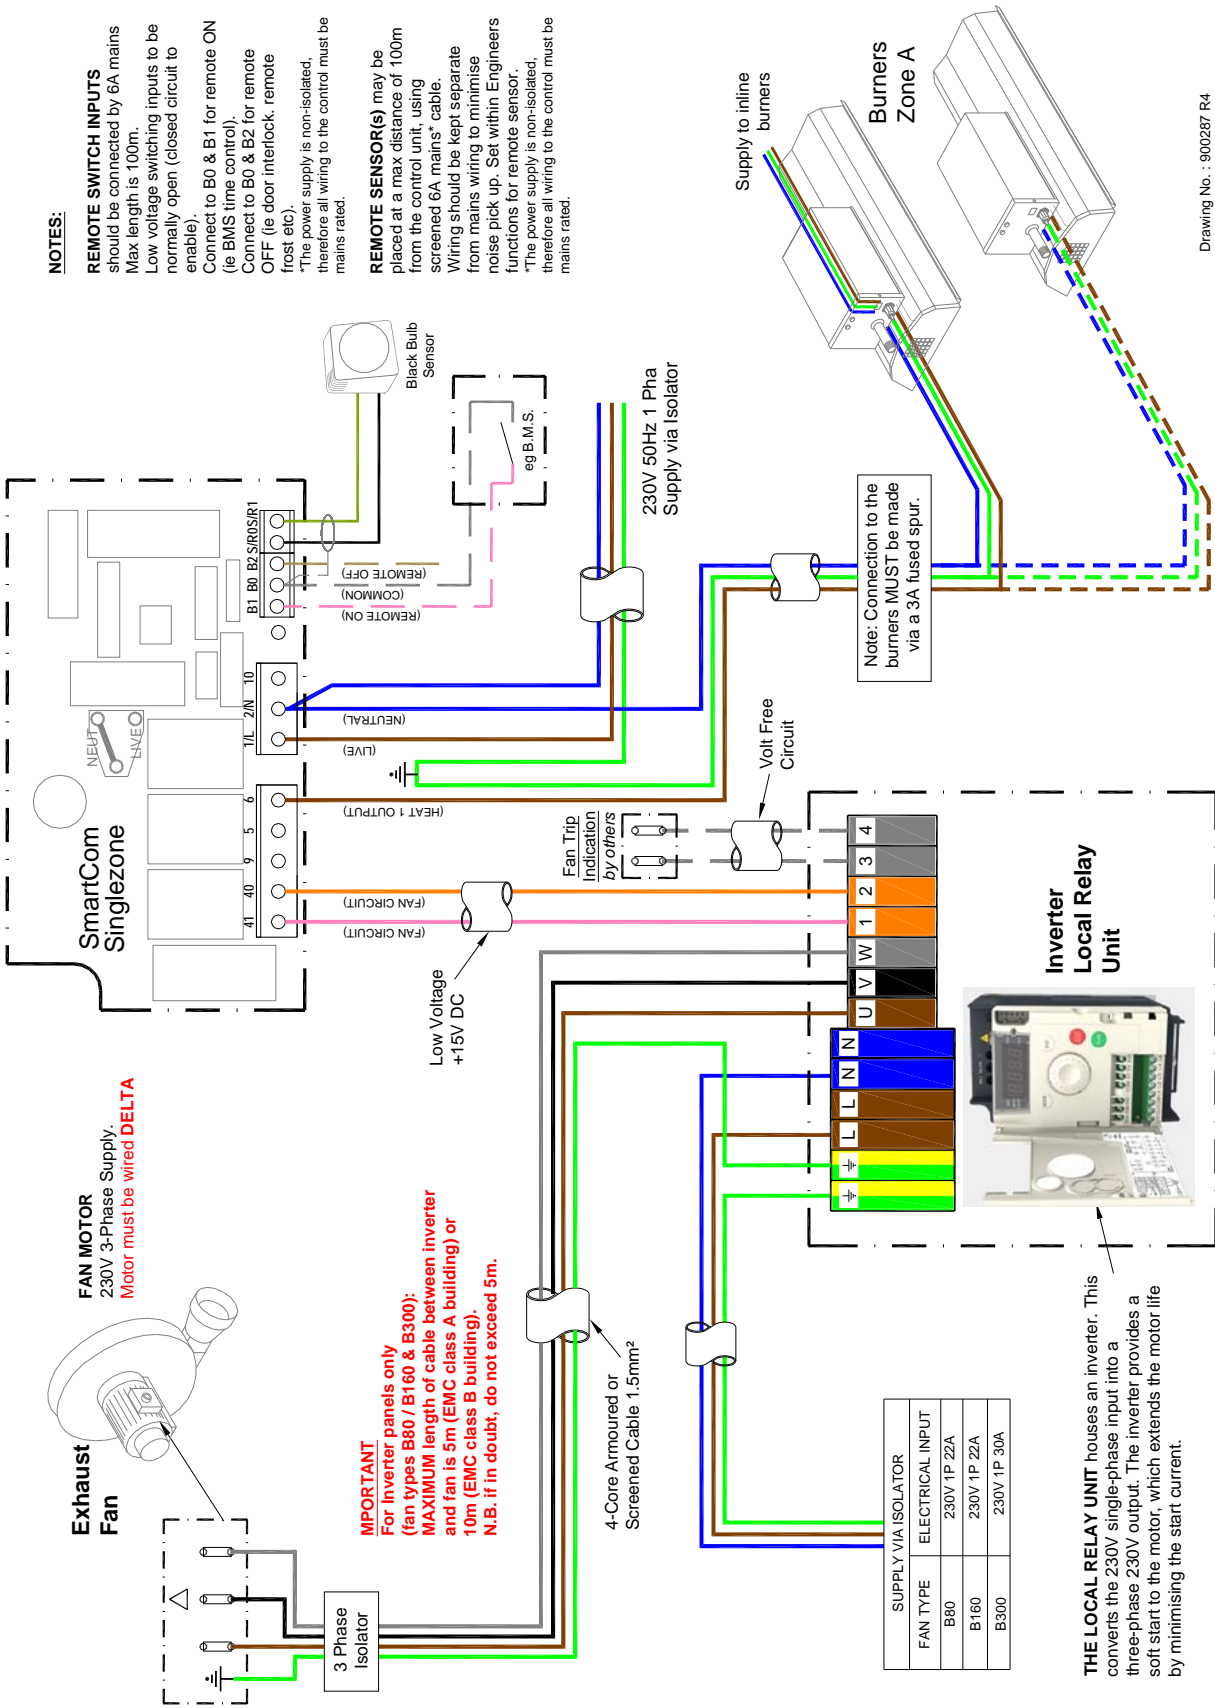 NOTES:
REMOTE SWITCH INPUTS
should be connected by 6A mains
Max length is 100m.
Low voltage switching inputs to be
normally open (closed circuit to
enable).
Connect to B0 & B1 for remote ON
(ie BMS time control).
Connect to B0 & B2 for remote
OFF (ie door interlock. remote
frost etc).
*The power supply is non-isolated,
therefore all wiring to the control must be
mains rated.
REMOTE SENSOR(s) may be
placed at a max distance of 100m
from the control unit, using
screened 6A mains* cable.
Wiring should be kept separate
from mains wiring to minimise
noise pick up. Set within Engineers
functions for remote sensor.
*The power supply is non-isolated,
therefore all wiring to the control must be
mains rated.
Supply to inline
burners
Burners
Zone A
Drawing No. : 900287 R4
SmartCom
Singlezone
NEUT
LIVE
41 40 9 5 6 1/L 2/N 10 B1 B0 B2 S/R0 S/R1
(FAN CIRCUIT)
(FAN CIRCUIT)
(HEAT 1 OUTPUT)
(LIVE)
(NEUTRAL)
(REMOTE ON)
(COMMON)
(REMOTE OFF)
Black Bulb
Sensor
eg B.M.S.
230V 50Hz 1 Pha
Supply via Isolator
Note: Connection to the
burners MUST be made
via a 3A fused spur.
Low Voltage
+15V DC
Fan Trip
Indication
by others
Volt Free
Circuit
L L N N U V W 1 2 3 4
Inverter
Local Relay
Unit
Exhaust
Fan
FAN MOTOR
230V 3-Phase Supply.
Motor must be wired DELTA
3 Phase
Isolator
MPORTANT
For Inverter panels only
(fan types B80 / B160 & B300):
MAXIMUM length of cable between inverter
and fan is 5m (EMC class A building) or
10m (EMC class B building).
N.B. if in doubt, do not exceed 5m.
4-Core Armoured or
Screened Cable 1.5mm²
SUPPLY VIA ISOLATOR
FAN TYPE ELECTRICAL INPUT
B80 230V 1P 22A
B160 230V 1P 22A
B300 230V 1P 30A
THE LOCAL RELAY UNIT houses an inverter. This
converts the 230V single-phase input into a
three-phase 230V output. The inverter provides a
soft start to the motor, which extends the motor life
by minimising the start current.